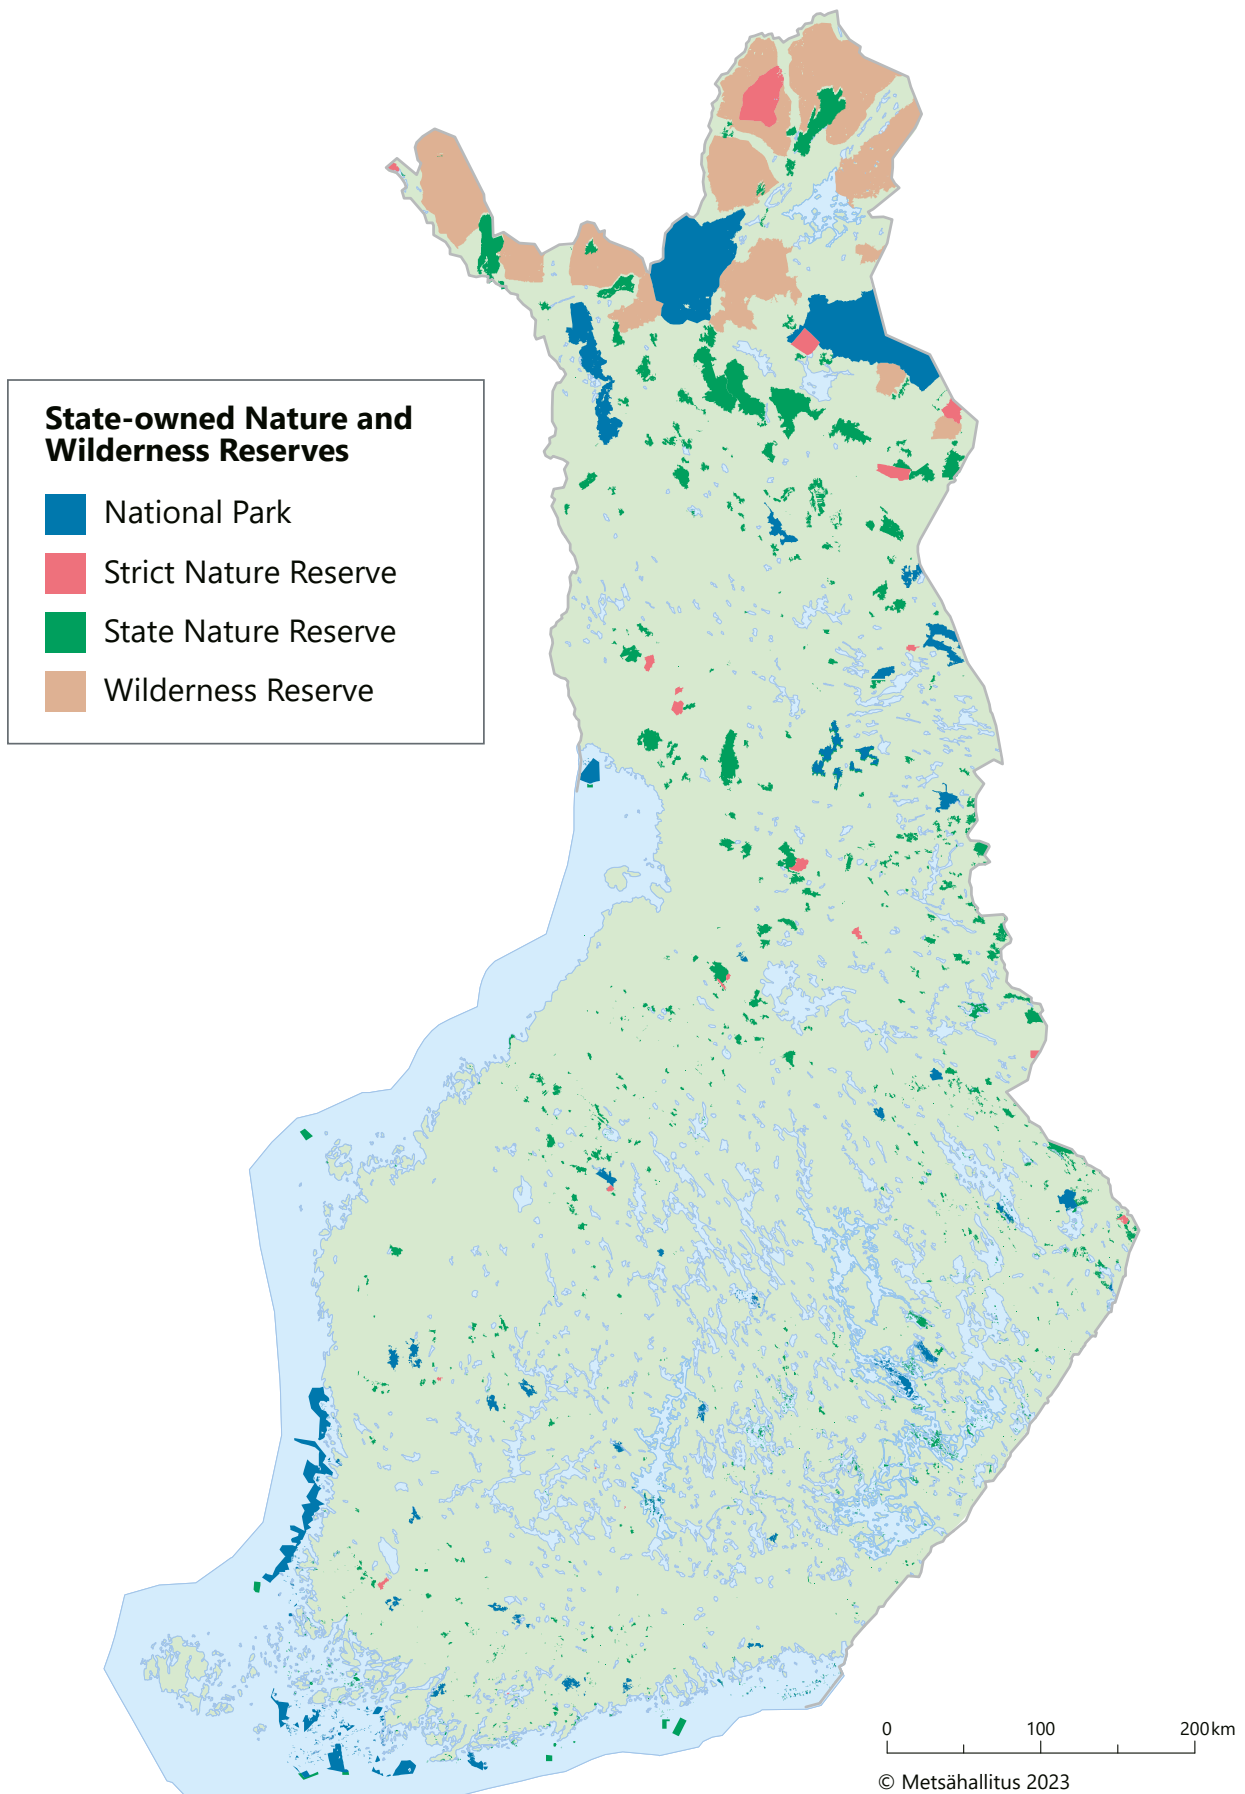 State-owned Nature and
Wilderness Reserves
National Park
Strict Nature Reserve
State Nature Reserve
Wilderness Reserve
0 100 200 km
© Metsähallitus 2023